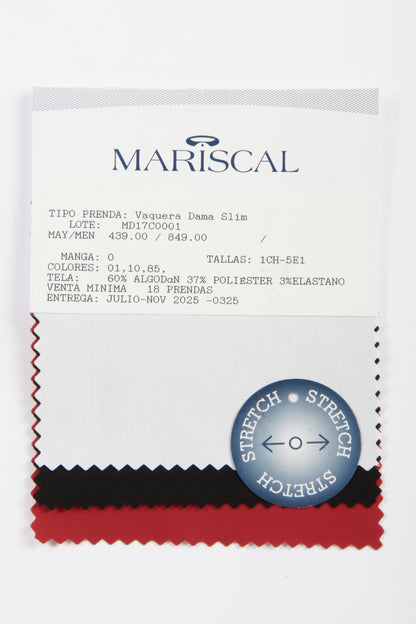 MARISCAL
TIPO PRENDA: Vaquera Dama Slim
LOTE: MD17C0001
MAY/MEN 439.00 / 849.00 /
MANGA: 0 TALLAS: 1CH-5E1
COLORES: 01,10,85,
TELA: 60% ALGODαN 37% POLIESTER 3%ELASTANO
VENTA MINIMA 18 PRENDAS
ENTREGA: JULIO-NOV 2025 -0325
STRETCH STRETCH STRETCH STRETCH